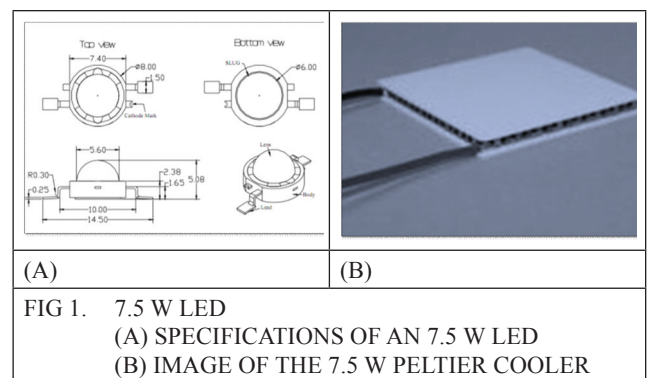 Top view
Bottom view
7.40
Ø8.00
1.50
Cathode Mark
SLUG
Ø6.00
5.60
R0.30
0.25
2.38
1.65
5.08
10.00
14.50
Lens
Body
Lead
(A)
(B)
FIG 1. 7.5 W LED
(A) SPECIFICATIONS OF AN 7.5 W LED
(B) IMAGE OF THE 7.5 W PELTIER COOLER